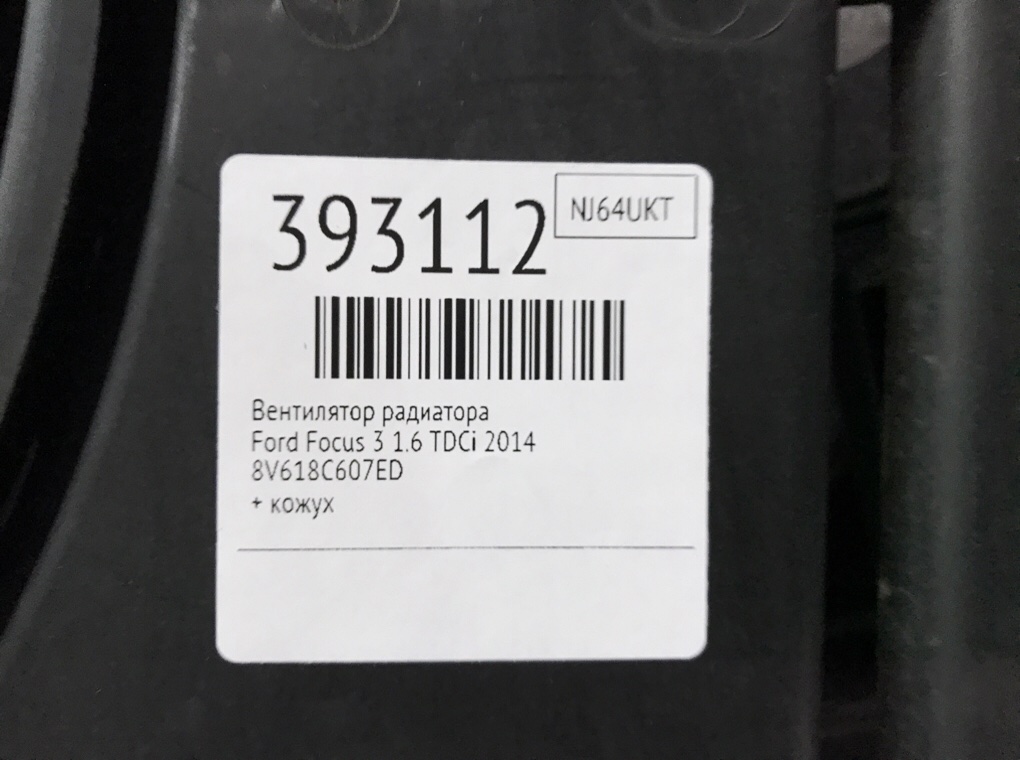 393112
NJ64UKT
Вентилятор радиатора
Ford Focus 3 1.6 TDCi 2014
8V618C607ED
+ кожух